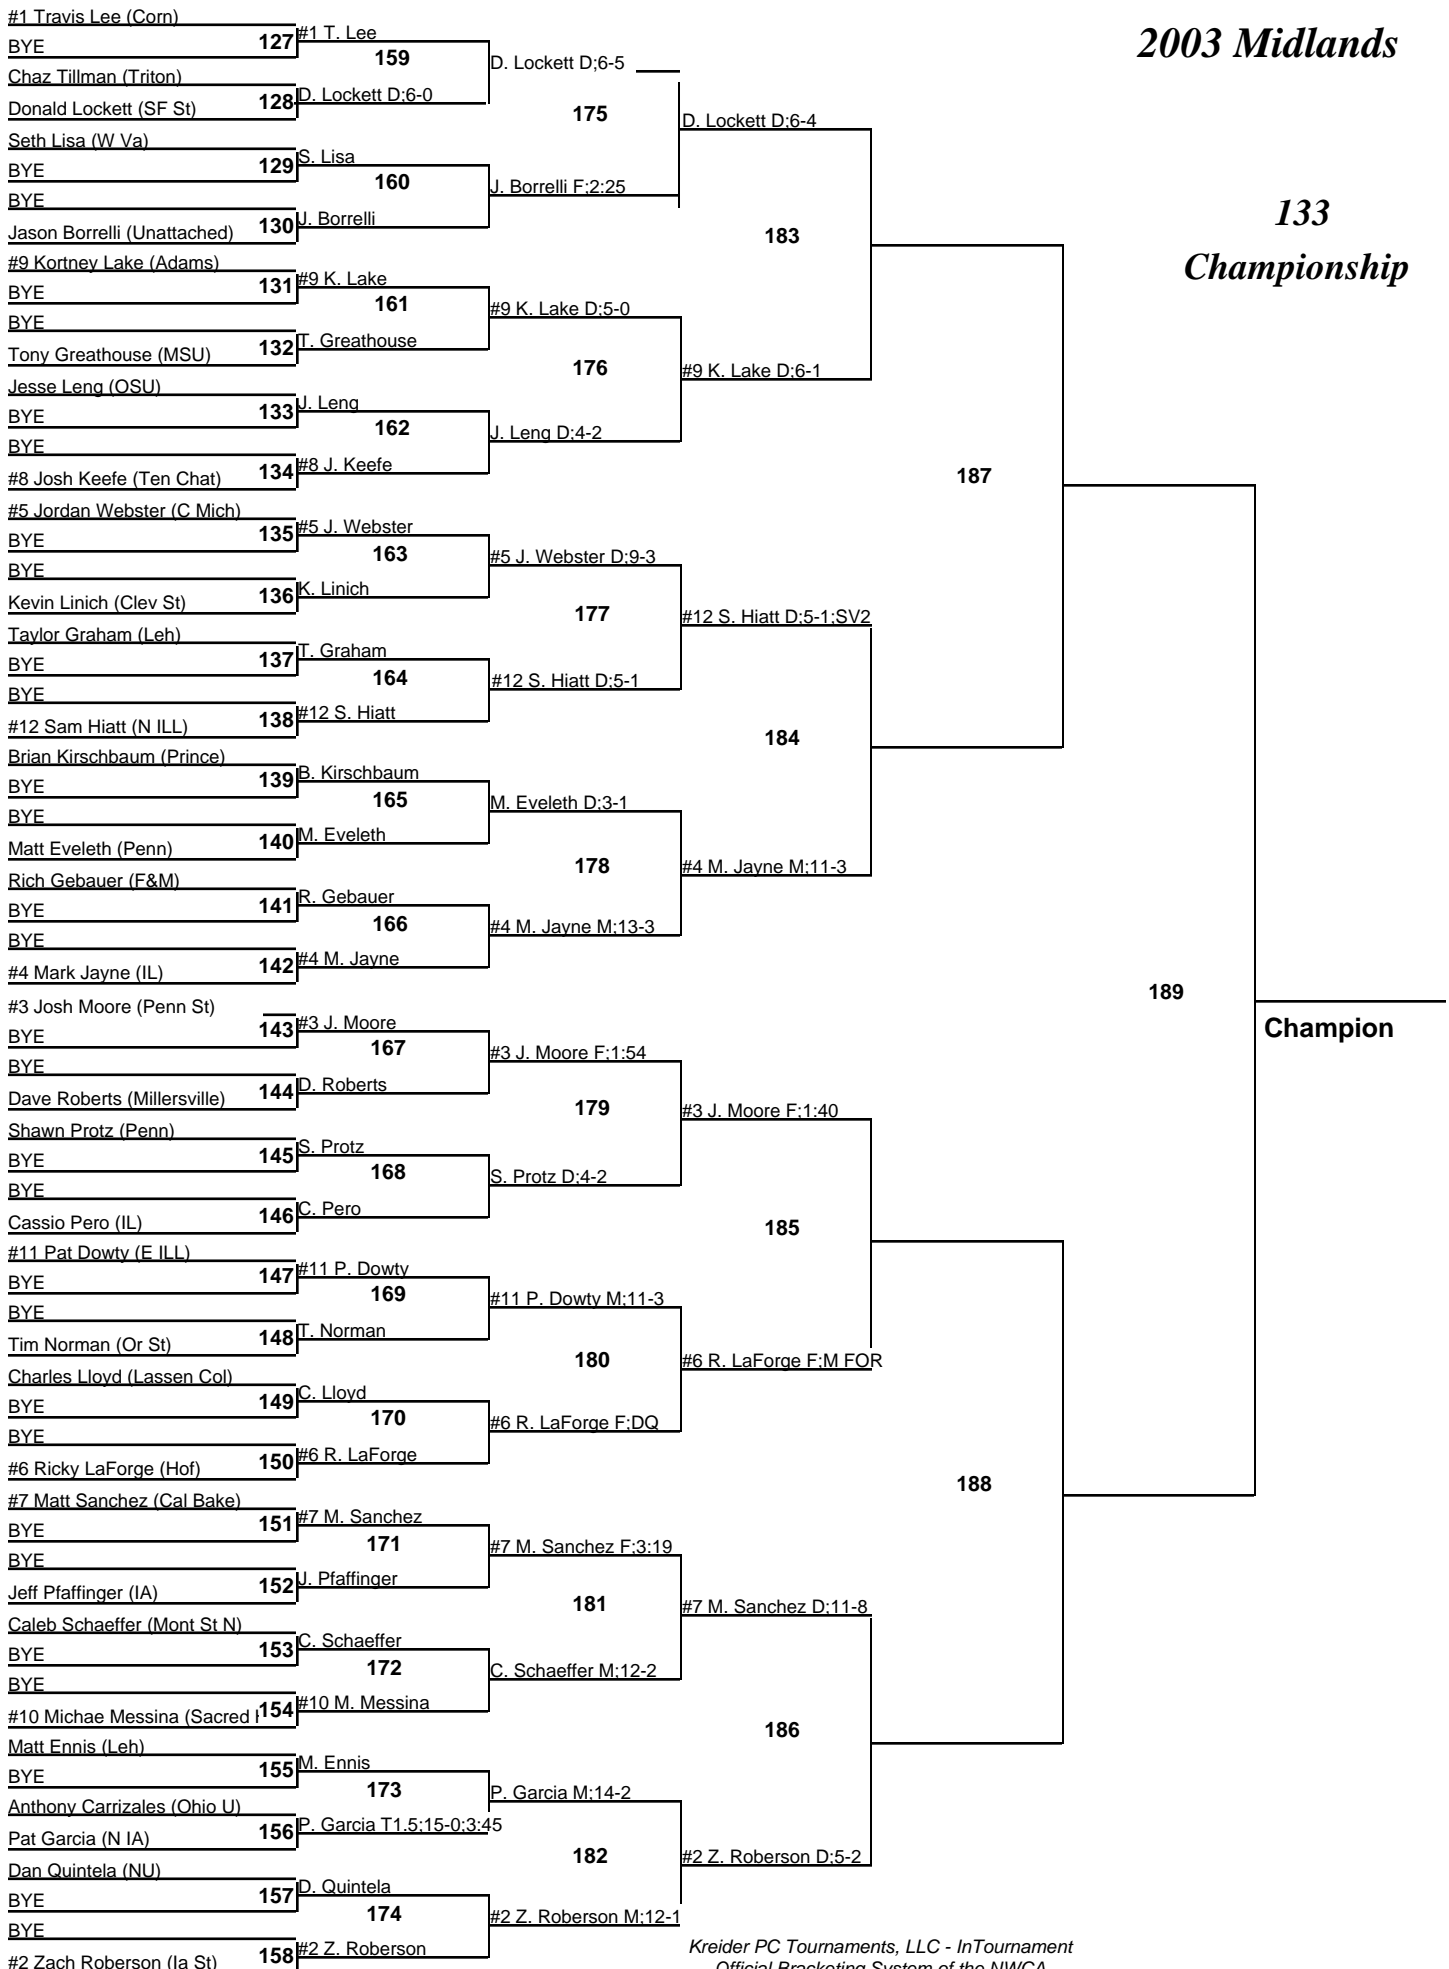 2003 Midlands
133
Championship
#1 Travis Lee (Corn)
BYE
127
Chaz Tillman (Triton)
Donald Lockett (SF St)
128
Seth Lisa (W Va)
BYE
129
BYE
Jason Borrelli (Unattached)
130
#9 Kortney Lake (Adams)
BYE
131
BYE
Tony Greathouse (MSU)
132
Jesse Leng (OSU)
BYE
133
BYE
#8 Josh Keefe (Ten Chat)
134
#5 Jordan Webster (C Mich)
BYE
135
BYE
Kevin Linich (Clev St)
136
Taylor Graham (Leh)
BYE
137
BYE
#12 Sam Hiatt (N ILL)
138
Brian Kirschbaum (Prince)
BYE
139
BYE
Matt Eveleth (Penn)
140
Rich Gebauer (F&M)
BYE
141
BYE
#4 Mark Jayne (IL)
142
#3 Josh Moore (Penn St)
BYE
143
BYE
Dave Roberts (Millersville)
144
Shawn Protz (Penn)
BYE
145
BYE
Cassio Pero (IL)
146
#11 Pat Dowty (E ILL)
BYE
147
BYE
Tim Norman (Or St)
148
Charles Lloyd (Lassen Col)
BYE
149
BYE
#6 Ricky LaForge (Hof)
150
#7 Matt Sanchez (Cal Bake)
BYE
151
BYE
Jeff Pfaffinger (IA)
152
Caleb Schaeffer (Mont St N)
BYE
153
BYE
#10 Michae Messina (Sacred
154
Matt Ennis (Leh)
BYE
155
Anthony Carrizales (Ohio U)
Pat Garcia (N IA)
156
Dan Quintela (NU)
BYE
157
BYE
#2 Zach Roberson (Ia St)
158
#1 T. Lee
159
D. Lockett D;6-0
S. Lisa
160
J. Borrelli
#9 K. Lake
161
T. Greathouse
J. Leng
162
#8 J. Keefe
#5 J. Webster
163
K. Linich
T. Graham
164
#12 S. Hiatt
B. Kirschbaum
165
M. Eveleth
R. Gebauer
166
#4 M. Jayne
#3 J. Moore
167
D. Roberts
S. Protz
168
C. Pero
#11 P. Dowty
169
T. Norman
C. Lloyd
170
#6 R. LaForge
#7 M. Sanchez
171
J. Pfaffinger
C. Schaeffer
172
#10 M. Messina
M. Ennis
173
P. Garcia T1.5;15-0;3:45
D. Quintela
174
#2 Z. Roberson
D. Lockett D;6-5
175
J. Borrelli F;2:25
#9 K. Lake D;5-0
176
J. Leng D;4-2
#5 J. Webster D;9-3
177
#12 S. Hiatt D;5-1
M. Eveleth D;3-1
178
#4 M. Jayne M;13-3
#3 J. Moore F;1:54
179
S. Protz D;4-2
#11 P. Dowty M;11-3
180
#6 R. LaForge F;DQ
#7 M. Sanchez F;3:19
181
C. Schaeffer M;12-2
P. Garcia M;14-2
182
#2 Z. Roberson M;12-1
D. Lockett D;6-4
183
#9 K. Lake D;6-1
#12 S. Hiatt D;5-1;SV2
184
#4 M. Jayne M;11-3
#3 J. Moore F;1:40
185
#6 R. LaForge F;M FOR
#7 M. Sanchez D;11-8
186
#2 Z. Roberson D;5-2
187
188
189
Champion
Kreider PC Tournaments, LLC - InTournament
Official Bracketing System of the NWCA